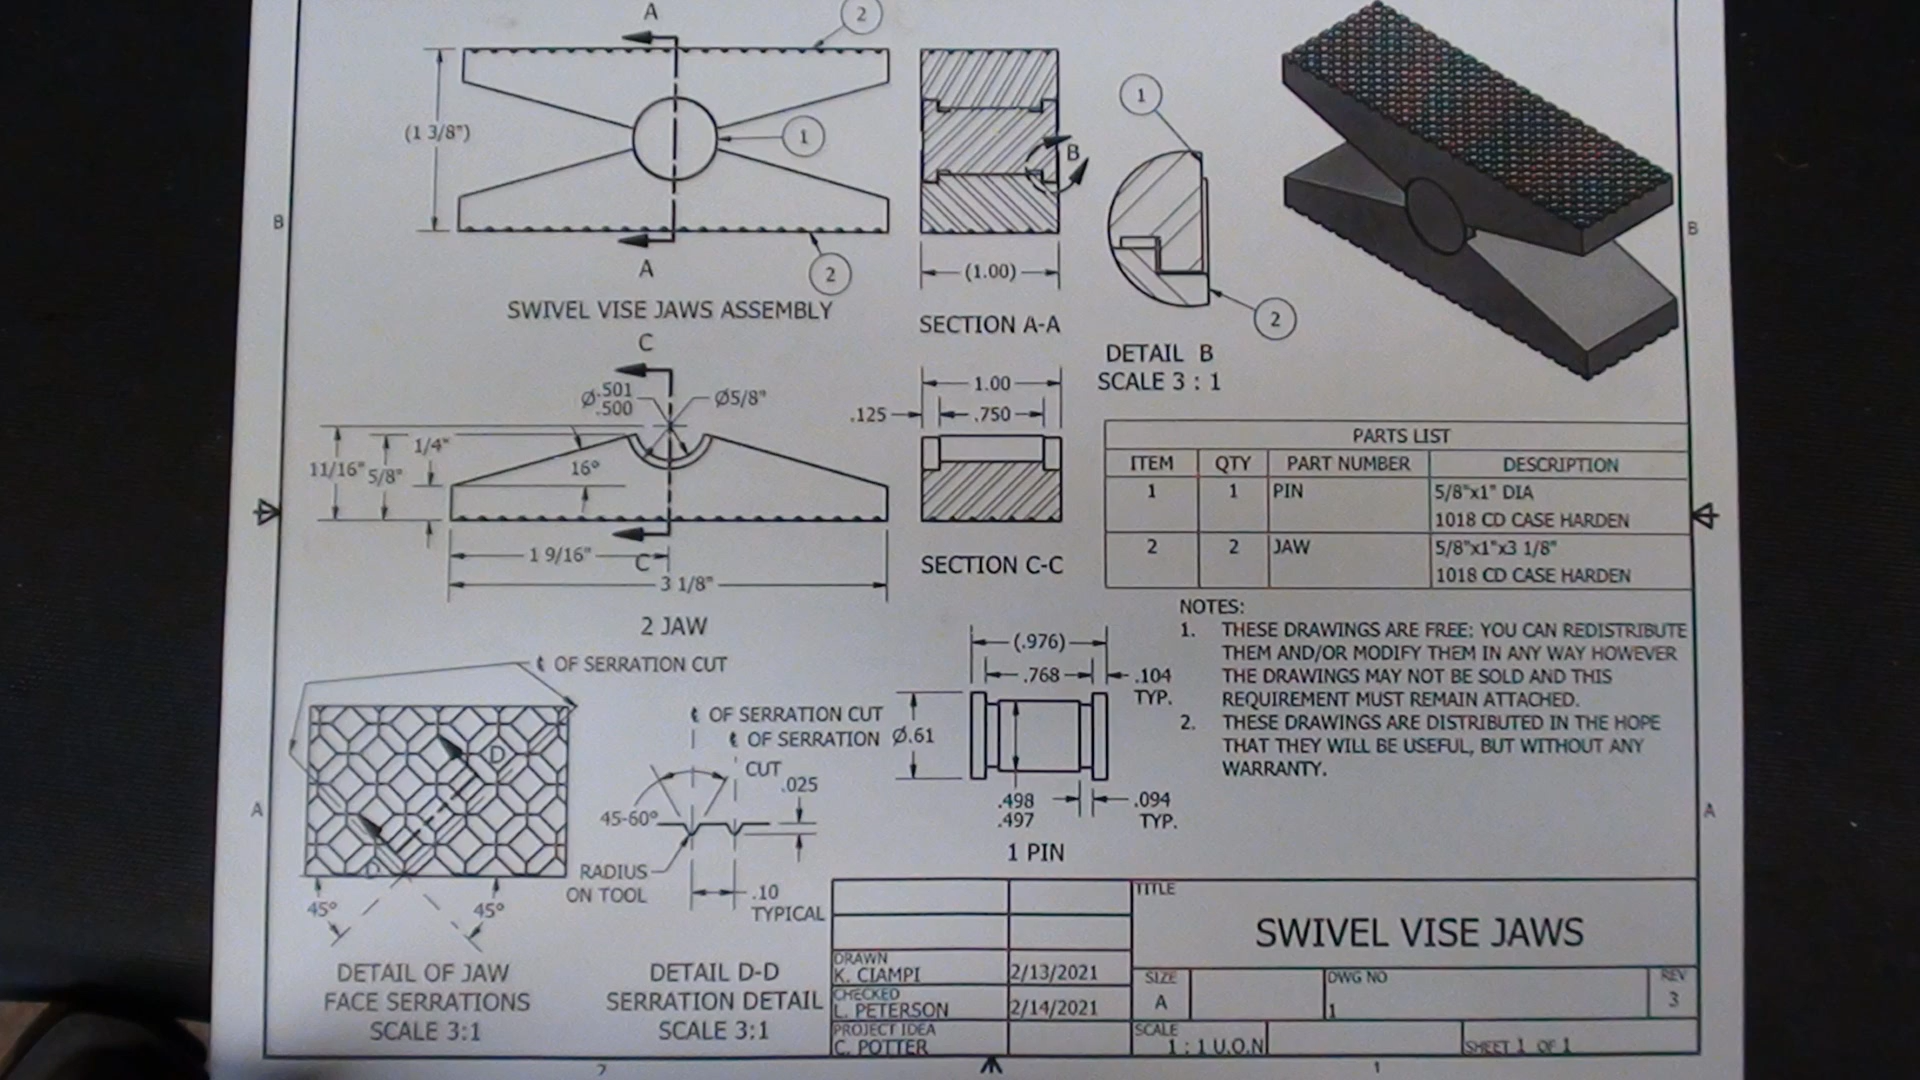 A
2
(1 3/8")
1
A
2
SWIVEL VISE JAWS ASSEMBLY
B
(1.00)
SECTION A-A
1
2
DETAIL B
SCALE 3 : 1
B
B
C
Ø.501
.500
Ø5/8"
11/16"
5/8"
1/4"
16°
1 9/16"
C
3 1/8"
2 JAW
1.00
.125
.750
SECTION C-C
PARTS LIST
ITEM QTY PART NUMBER DESCRIPTION
1 1 PIN 5/8"x1" DIA
1018 CD CASE HARDEN
2 2 JAW 5/8"x1"x3 1/8"
1018 CD CASE HARDEN
NOTES:
1. THESE DRAWINGS ARE FREE: YOU CAN REDISTRIBUTE
THEM AND/OR MODIFY THEM IN ANY WAY HOWEVER
THE DRAWINGS MAY NOT BE SOLD AND THIS
REQUIREMENT MUST REMAIN ATTACHED.
2. THESE DRAWINGS ARE DISTRIBUTED IN THE HOPE
THAT THEY WILL BE USEFUL, BUT WITHOUT ANY
WARRANTY.
℄ OF SERRATION CUT
D
D
45°
45°
DETAIL OF JAW
FACE SERRATIONS
SCALE 3:1
℄ OF SERRATION CUT
℄ OF SERRATION
CUT
.025
45-60°
RADIUS
ON TOOL
.10
TYPICAL
DETAIL D-D
SERRATION DETAIL
SCALE 3:1
(.976)
.768
.104
TYP.
Ø.61
.498
.497
.094
TYP.
1 PIN
A
A
DRAWN
K. CIAMPI 2/13/2021
CHECKED
L. PETERSON 2/14/2021
PROJECT IDEA
C. POTTER
TITLE
SWIVEL VISE JAWS
SIZE
A
DWG NO
1
REV
3
SCALE
1 : 1 U.O.N
SHEET 1 OF 1
2
1